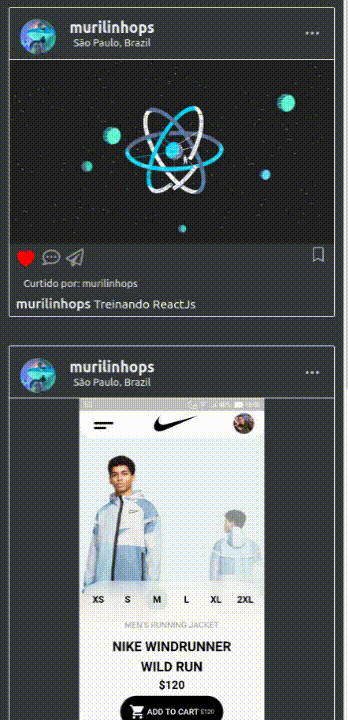 murilinhops
São Paulo, Brazil
Curtido por: murilinhops
murilinhops Treinando ReactJs
murilinhops
São Paulo, Brazil
XS S M L XL 2XL
MEN'S RUNNING JACKET
NIKE WINDRUNNER
WILD RUN
$120
ADD TO CART $120